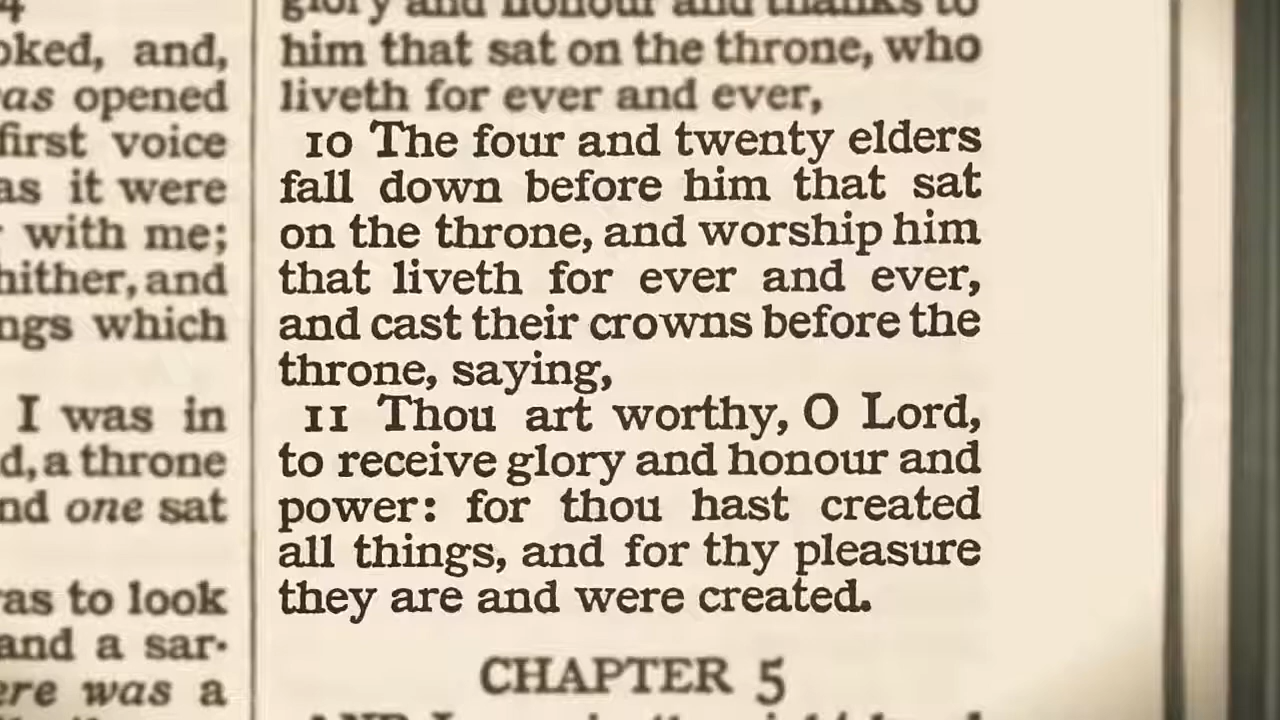 4
oked, and,
as opened
first voice
as it were
with me;
hither, and
ngs which
I was in
d, a throne
nd one sat
as to look
and a sar-
ere was a
glory and honour and thanks to
him that sat on the throne, who
liveth for ever and ever,
10 The four and twenty elders
fall down before him that sat
on the throne, and worship him
that liveth for ever and ever,
and cast their crowns before the
throne, saying,
11 Thou art worthy, O Lord,
to receive glory and honour and
power: for thou hast created
all things, and for thy pleasure
they are and were created.
CHAPTER 5